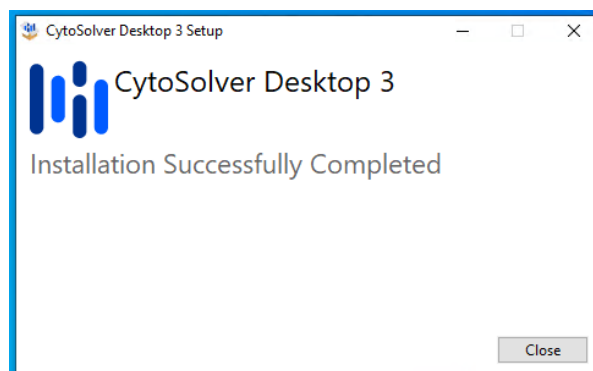 CytoSolver Desktop 3 Setup
CytoSolver Desktop 3
Installation Successfully Completed
Close